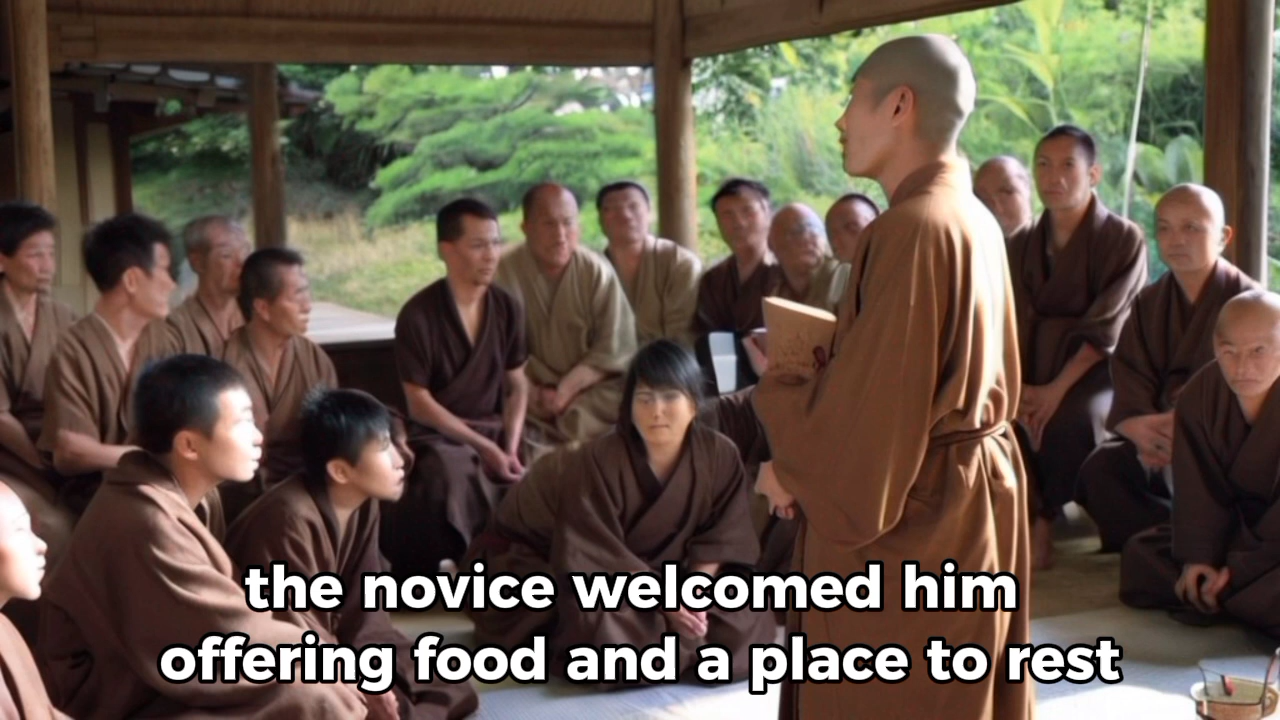 the novice welcomed him
offering food and a place to rest